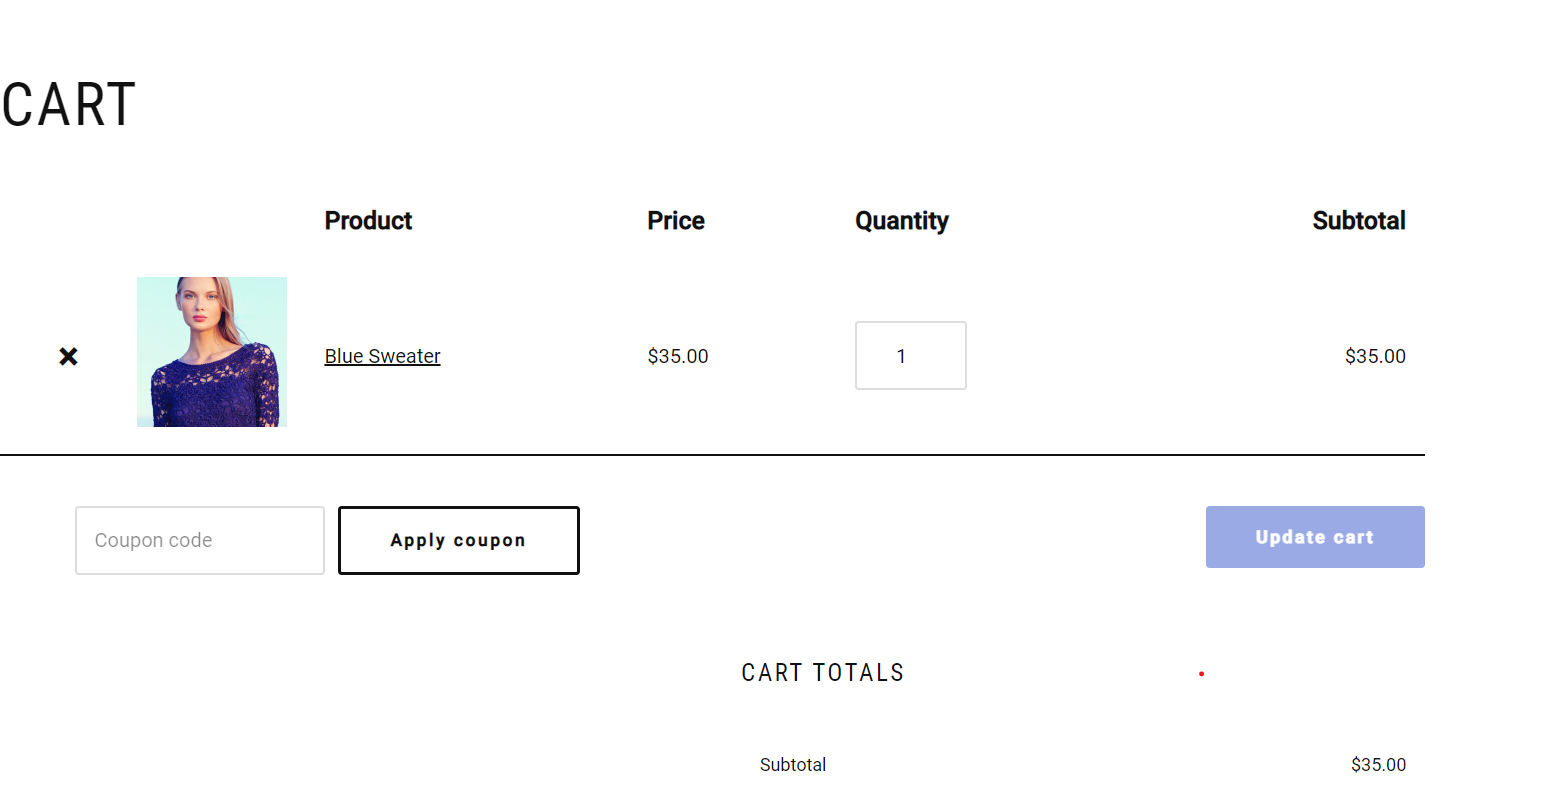 CART
Product Price Quantity Subtotal
Blue Sweater $35.00 1 $35.00
Coupon code Apply coupon Update cart
CART TOTALS
Subtotal $35.00